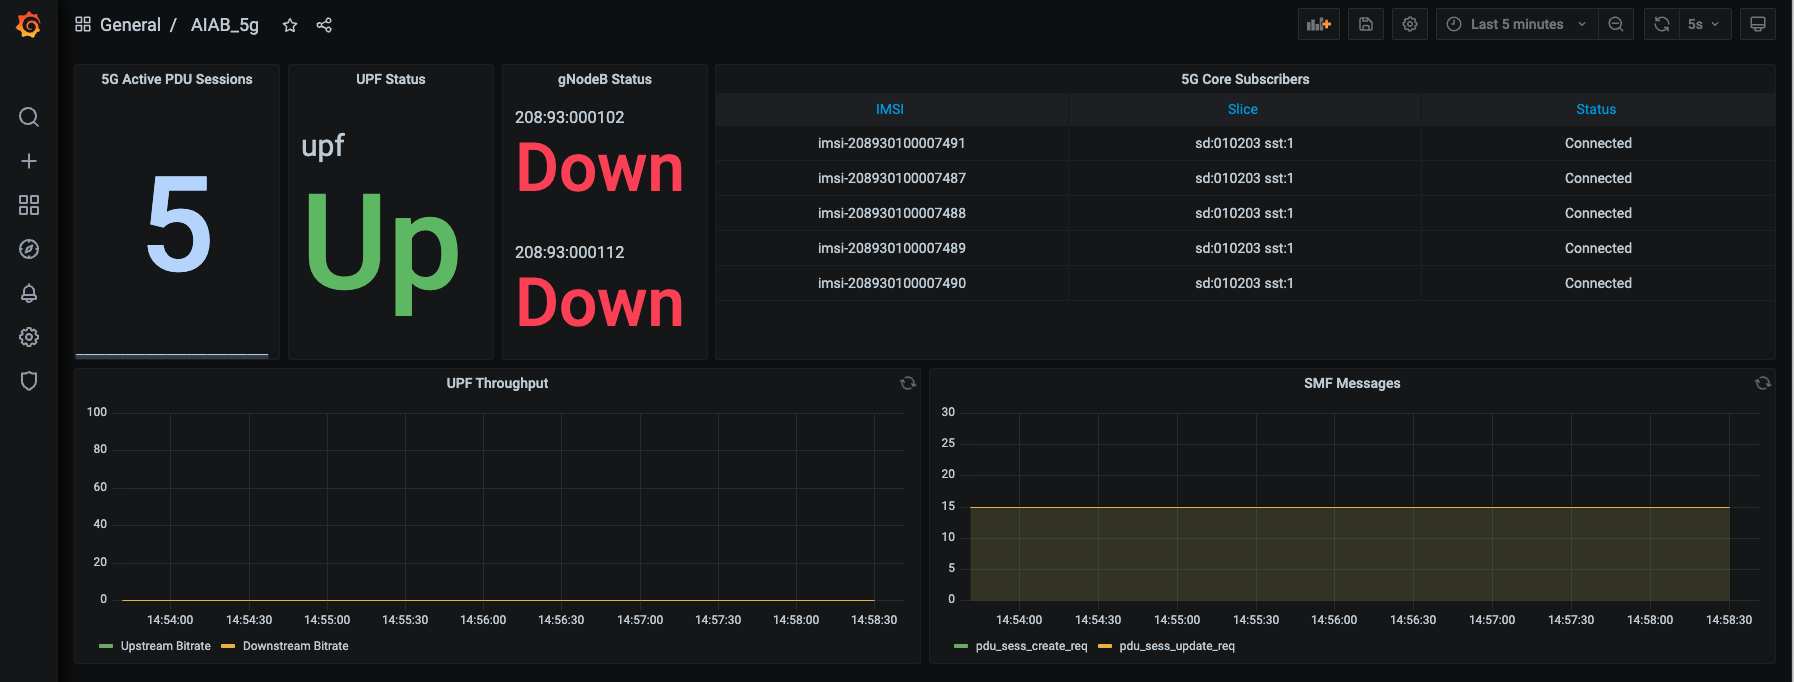 General / AIAB_5g
Last 5 minutes
5s
5G Active PDU Sessions
5
UPF Status
upf
Up
gNodeB Status
208:93:000102
Down
208:93:000112
Down
5G Core Subscribers
IMSI Slice Status
imsi-208930100007491 sd:010203 sst:1 Connected
imsi-208930100007487 sd:010203 sst:1 Connected
imsi-208930100007488 sd:010203 sst:1 Connected
imsi-208930100007489 sd:010203 sst:1 Connected
imsi-208930100007490 sd:010203 sst:1 Connected
UPF Throughput
100
80
60
40
20
0
14:54:00 14:54:30 14:55:00 14:55:30 14:56:00 14:56:30 14:57:00 14:57:30 14:58:00 14:58:30
Upstream Bitrate Downstream Bitrate
SMF Messages
30
25
20
15
10
5
0
14:54:00 14:54:30 14:55:00 14:55:30 14:56:00 14:56:30 14:57:00 14:57:30 14:58:00 14:58:30
pdu_sess_create_req pdu_sess_update_req